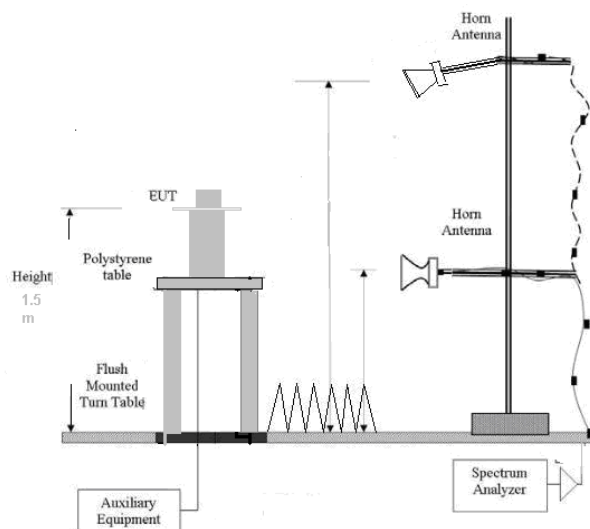 Horn
Antenna
EUT
Horn
Antenna
Polystyrene
table
Height
1.5
m
Flush
Mounted
Turn Table
Spectrum
Analyzer
Auxiliary
Equipment